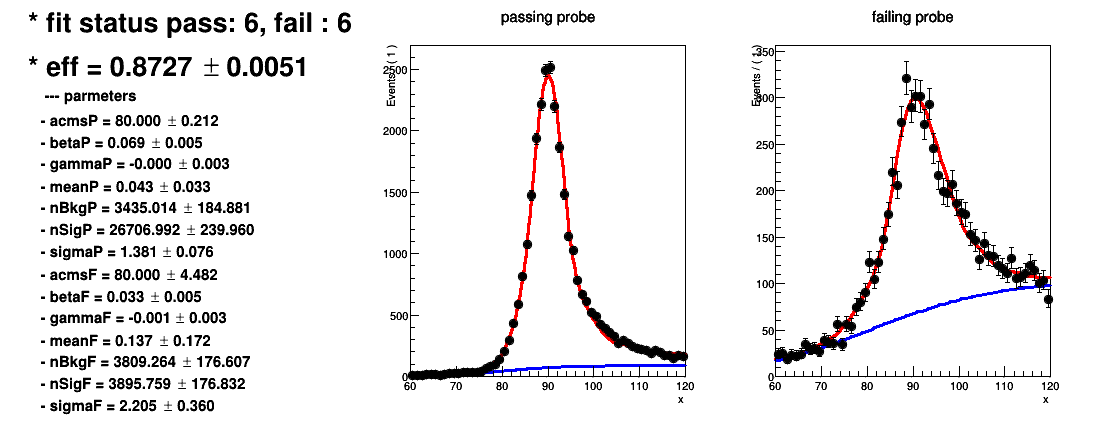 * fit status pass: 6, fail : 6
* eff = 0.8727 ± 0.0051
--- parmeters
- acmsP = 80.000 ± 0.212
- betaP = 0.069 ± 0.005
- gammaP = -0.000 ± 0.003
- meanP = 0.043 ± 0.033
- nBkgP = 3435.014 ± 184.881
- nSigP = 26706.992 ± 239.960
- sigmaP = 1.381 ± 0.076
- acmsF = 80.000 ± 4.482
- betaF = 0.033 ± 0.005
- gammaF = -0.001 ± 0.003
- meanF = 0.137 ± 0.172
- nBkgF = 3809.264 ± 176.607
- nSigF = 3895.759 ± 176.832
- sigmaF = 2.205 ± 0.360
passing probe
Events / ( 1 )
2500
2000
1500
1000
500
0
60 70 80 90 100 110 120
x
failing probe
Events / ( 1 )
350
300
250
200
150
100
50
0
60 70 80 90 100 110 120
x